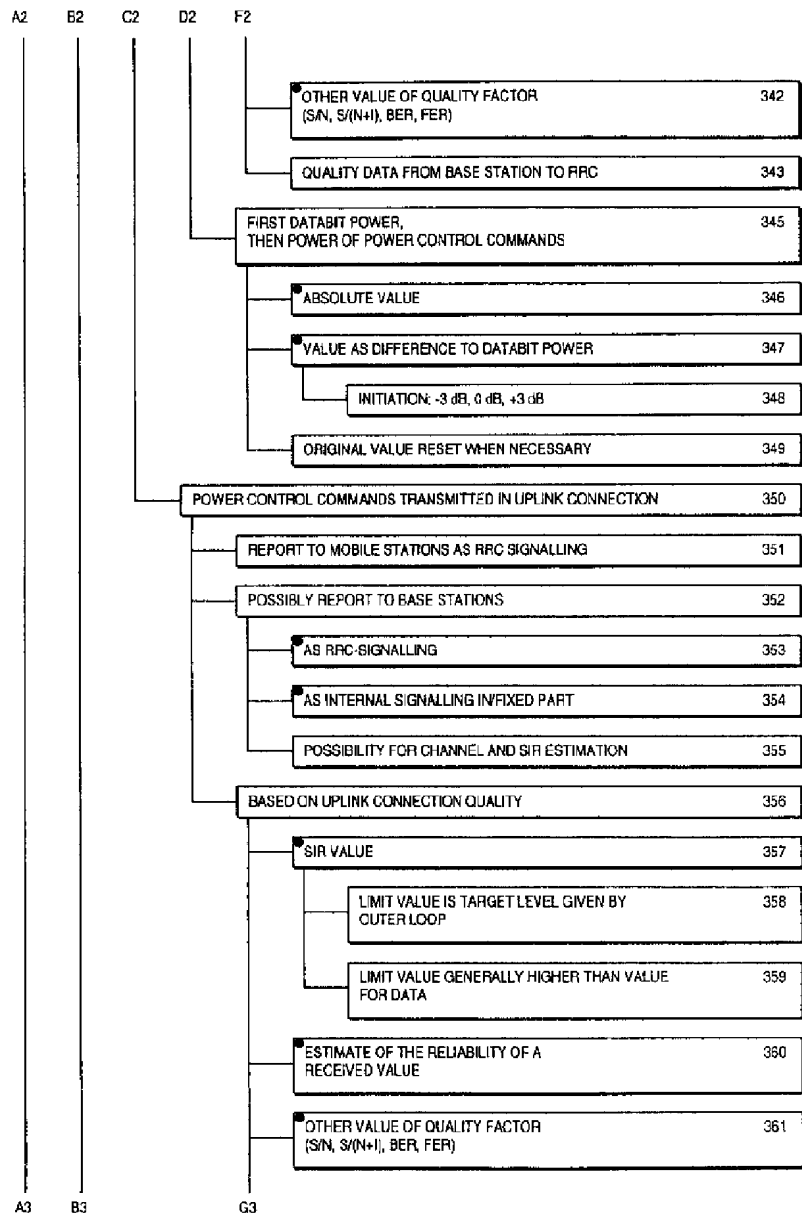 A2 B2 C2 D2 F2
OTHER VALUE OF QUALITY FACTOR 342
(S/N, S/(N+I), BER, FER)
QUALITY DATA FROM BASE STATION TO RRC 343
FIRST DATABIT POWER, 345
THEN POWER OF POWER CONTROL COMMANDS
ABSOLUTE VALUE 346
VALUE AS DIFFERENCE TO DATABIT POWER 347
INITIATION: -3 dB, 0 dB, +3 dB 348
ORIGINAL VALUE RESET WHEN NECESSARY 349
POWER CONTROL COMMANDS TRANSMITTED IN UPLINK CONNECTION 350
REPORT TO MOBILE STATIONS AS RRC SIGNALLING 351
POSSIBLY REPORT TO BASE STATIONS 352
AS RRC-SIGNALLING 353
AS INTERNAL SIGNALLING IN/FIXED PART 354
POSSIBILITY FOR CHANNEL AND SIR ESTIMATION 355
BASED ON UPLINK CONNECTION QUALITY 356
SIR VALUE 357
LIMIT VALUE IS TARGET LEVEL GIVEN BY 358
OUTER LOOP
LIMIT VALUE GENERALLY HIGHER THAN VALUE 359
FOR DATA
ESTIMATE OF THE RELIABILITY OF A 360
RECEIVED VALUE
OTHER VALUE OF QUALITY FACTOR 361
(S/N, S/(N+I), BER, FER)
A3 B3 G3